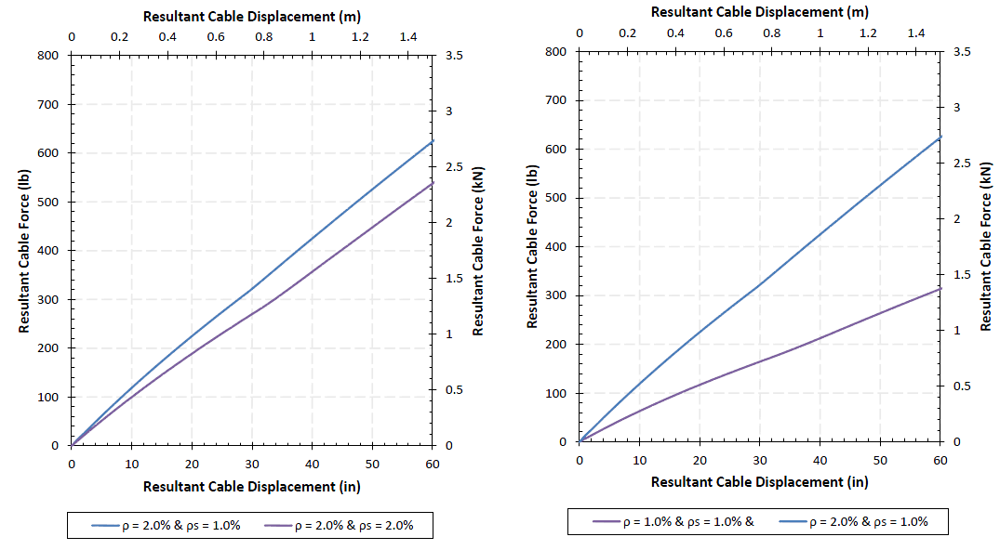 Resultant Cable Displacement (m)
0 0.2 0.4 0.6 0.8 1 1.2 1.4
800
700
600
500
400
300
200
100
0
Resultant Cable Force (lb)
3.5
3
2.5
2
1.5
1
0.5
0
Resultant Cable Force (kN)
0 10 20 30 40 50 60
Resultant Cable Displacement (in)
ρ = 2.0% & ρs = 1.0% ρ = 2.0% & ρs = 2.0%
Resultant Cable Displacement (m)
0 0.2 0.4 0.6 0.8 1 1.2 1.4
800
700
600
500
400
300
200
100
0
Resultant Cable Force (lb)
3.5
3
2.5
2
1.5
1
0.5
0
Resultant Cable Force (kN)
0 10 20 30 40 50 60
Resultant Cable Displacement (in)
ρ = 1.0% & ρs = 1.0% & ρ = 2.0% & ρs = 1.0%